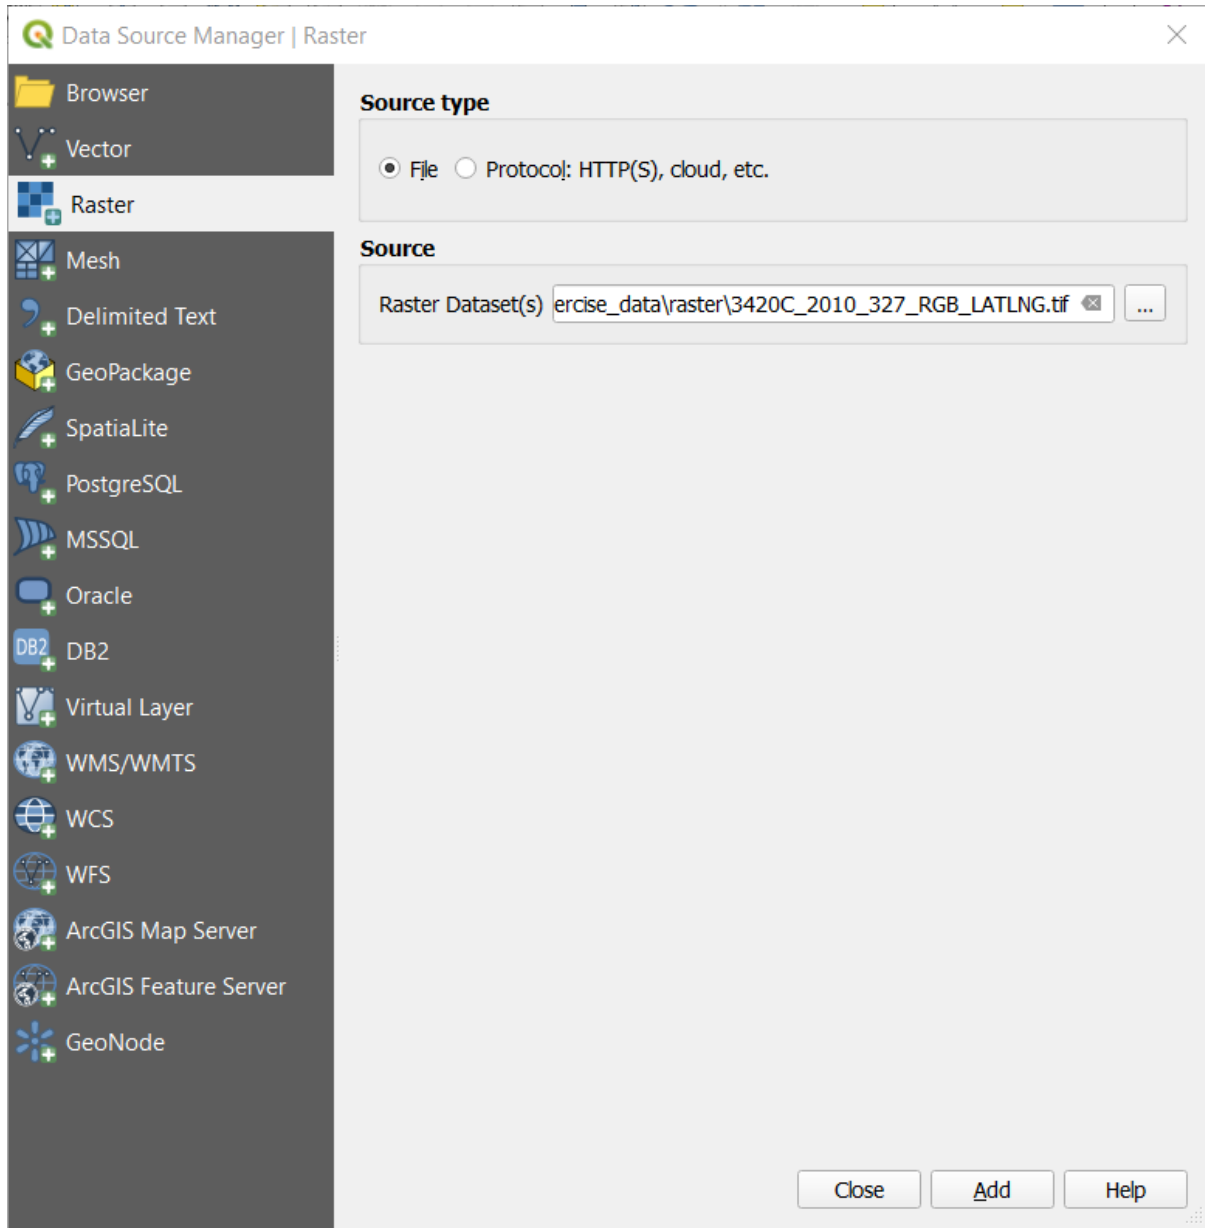 Data Source Manager | Raster
Browser
Vector
Raster
Mesh
Delimited Text
GeoPackage
SpatiaLite
PostgreSQL
MSSQL
Oracle
DB2
DB2
Virtual Layer
WMS/WMTS
WCS
WFS
ArcGIS Map Server
ArcGIS Feature Server
GeoNode
Source type
File Protocol: HTTP(S), cloud, etc.
Source
Raster Dataset(s) ercise_data\raster\3420C_2010_327_RGB_LATLNG.tif ...
Close Add Help